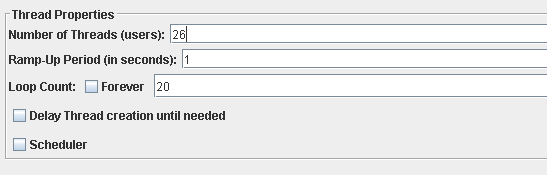 Thread Properties
Number of Threads (users): 26
Ramp-Up Period (in seconds): 1
Loop Count: Forever 20
Delay Thread creation until needed
Scheduler